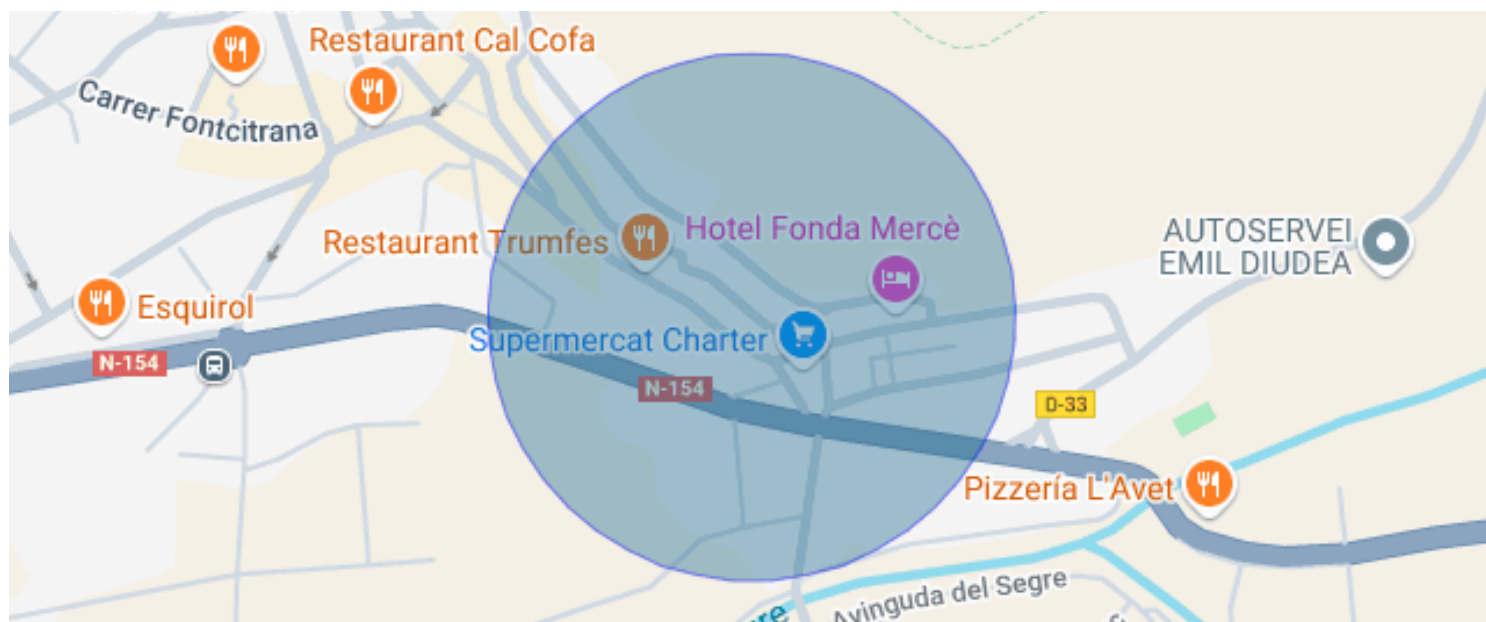 Restaurant Cal Cofa
Carrer Fontcitrana
Hotel Fonda Mercè
Restaurant Trumfes
AUTOSERVEI
EMIL DIUDEA
Esquirol
Supermercat Charter
N-154
N-154
D-33
Pizzería L'Avet
Avinguda del Segre